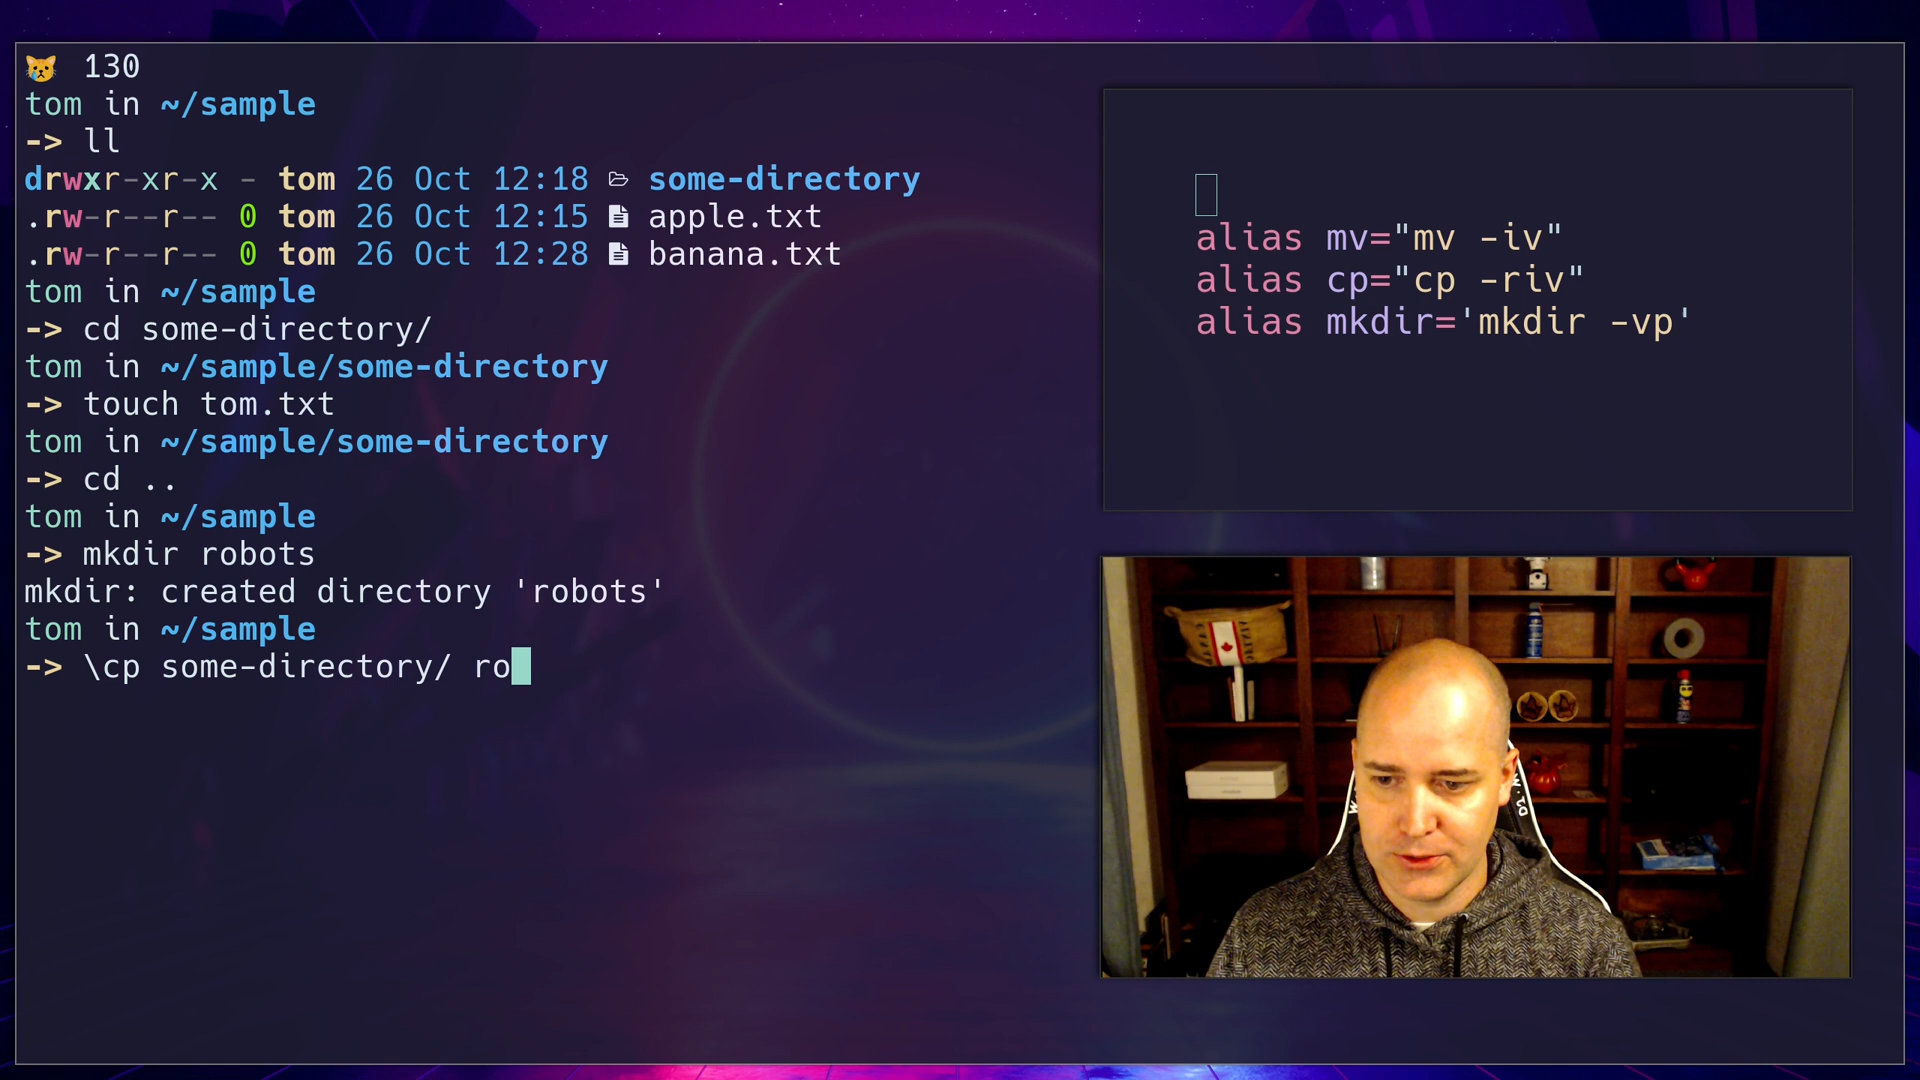 130
tom in ~/sample
-> ll
drwxr-xr-x - tom 26 Oct 12:18 some-directory
.rw-r--r-- 0 tom 26 Oct 12:15 apple.txt
.rw-r--r-- 0 tom 26 Oct 12:28 banana.txt
tom in ~/sample
-> cd some-directory/
tom in ~/sample/some-directory
-> touch tom.txt
tom in ~/sample/some-directory
-> cd ..
tom in ~/sample
-> mkdir robots
mkdir: created directory 'robots'
tom in ~/sample
-> \cp some-directory/ ro
alias mv="mv -iv"
alias cp="cp -riv"
alias mkdir='mkdir -vp'